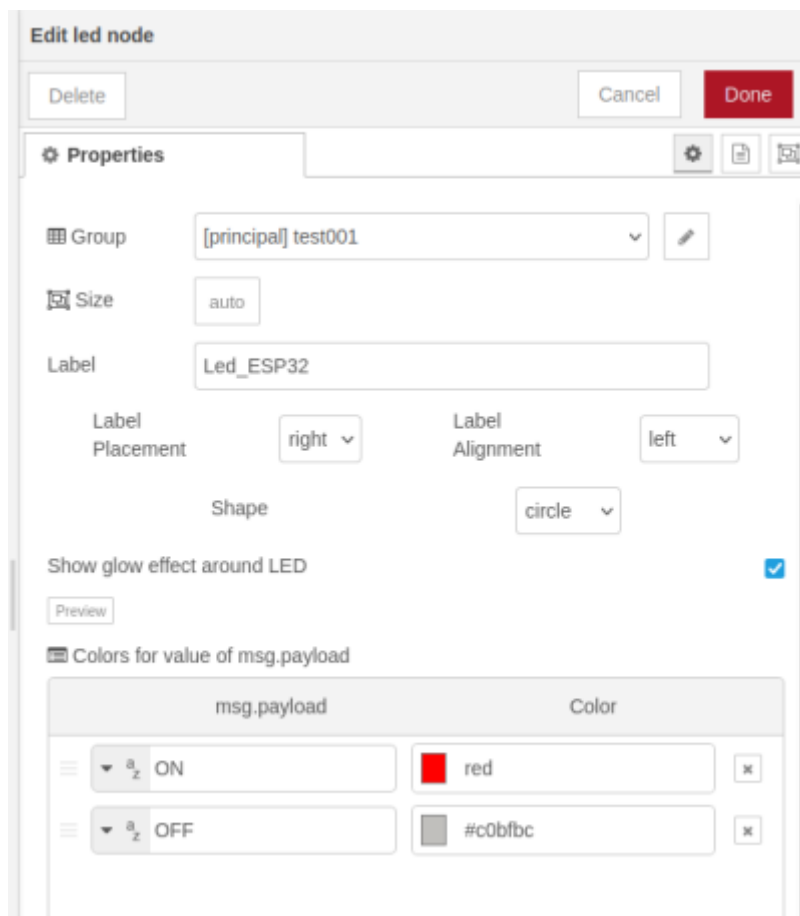 Edit led node
Delete Cancel Done
Properties
Group [principal] test001
Size auto
Label Led_ESP32
Label Placement right Label Alignment left
Shape circle
Show glow effect around LED
Preview
Colors for value of msg.payload
msg.payload Color
az ON red
az OFF #c0bfbc